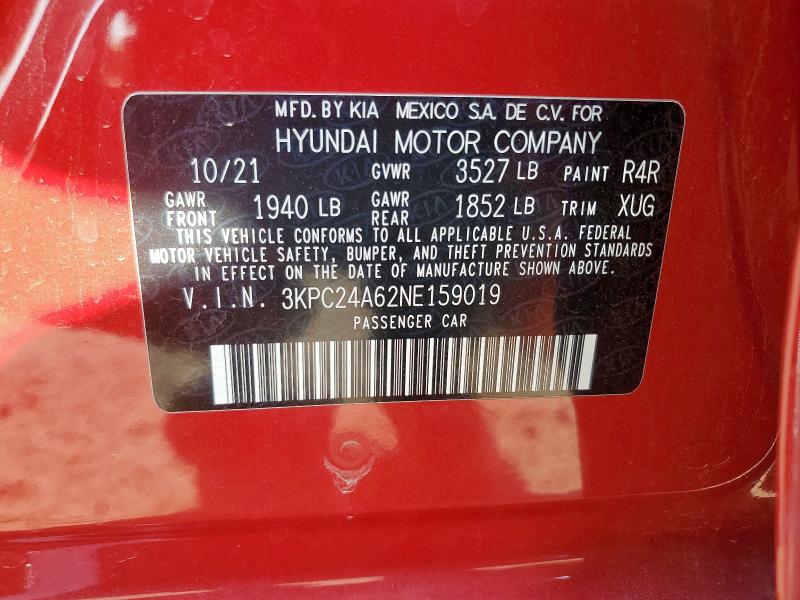 MFD. BY KIA MEXICO S.A. DE C.V. FOR
HYUNDAI MOTOR COMPANY
10/21 GVWR 3527 LB PAINT R4R
GAWR FRONT 1940 LB GAWR REAR 1852 LB TRIM XUG
THIS VEHICLE CONFORMS TO ALL APPLICABLE U.S.A. FEDERAL
MOTOR VEHICLE SAFETY, BUMPER, AND THEFT PREVENTION STANDARDS
IN EFFECT ON THE DATE OF MANUFACTURE SHOWN ABOVE.
V.I.N. 3KPC24A62NE159019
PASSENGER CAR